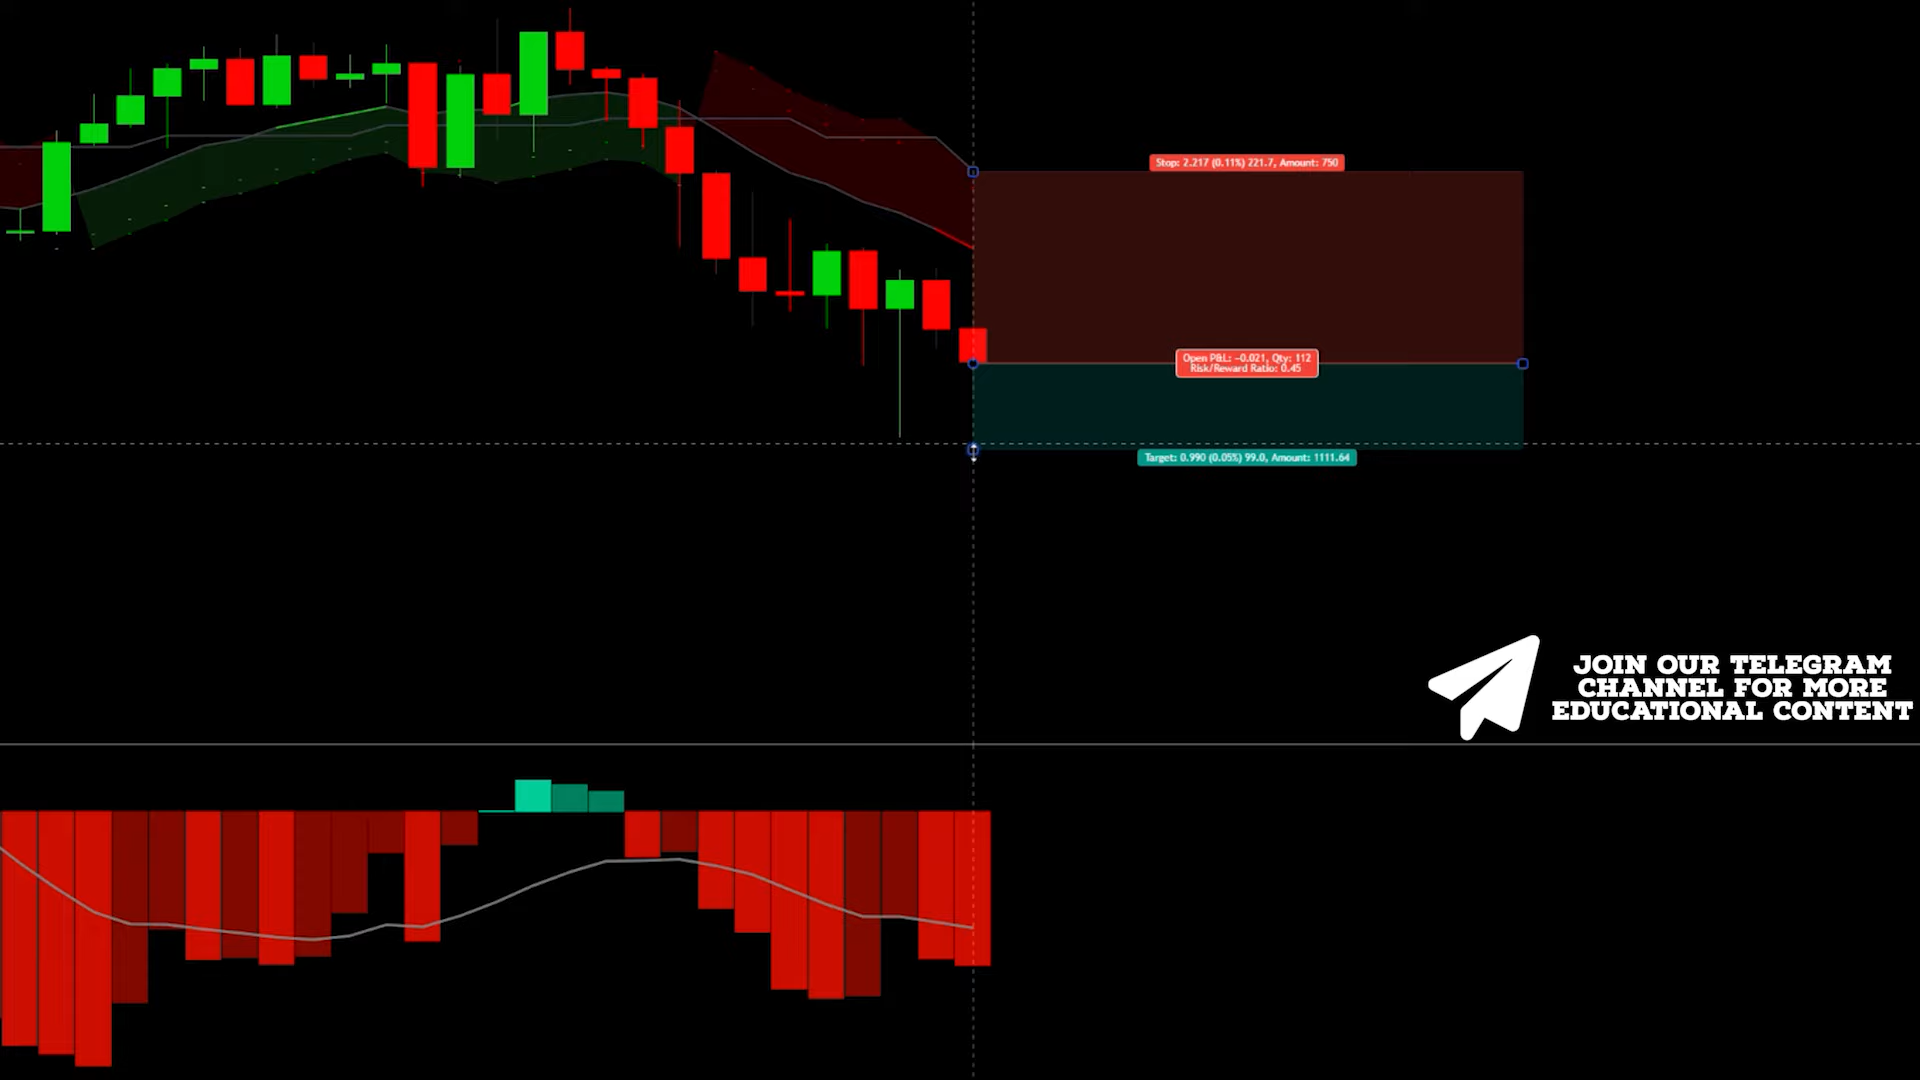 Stop: 2.217 (0.11%) 221.7, Amount: 750
Open P&L: −0.021, Qty: 112
Risk/Reward Ratio: 0.45
Target: 0.990 (0.05%) 99.0, Amount: 1111.64
JOIN OUR TELEGRAM
CHANNEL FOR MORE
EDUCATIONAL CONTENT